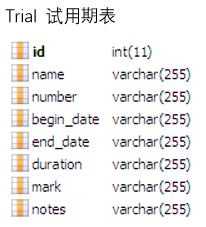 Trial 试用期表
id int(11)
name varchar(255)
number varchar(255)
begin_date varchar(255)
end_date varchar(255)
duration varchar(255)
mark varchar(255)
notes varchar(255)